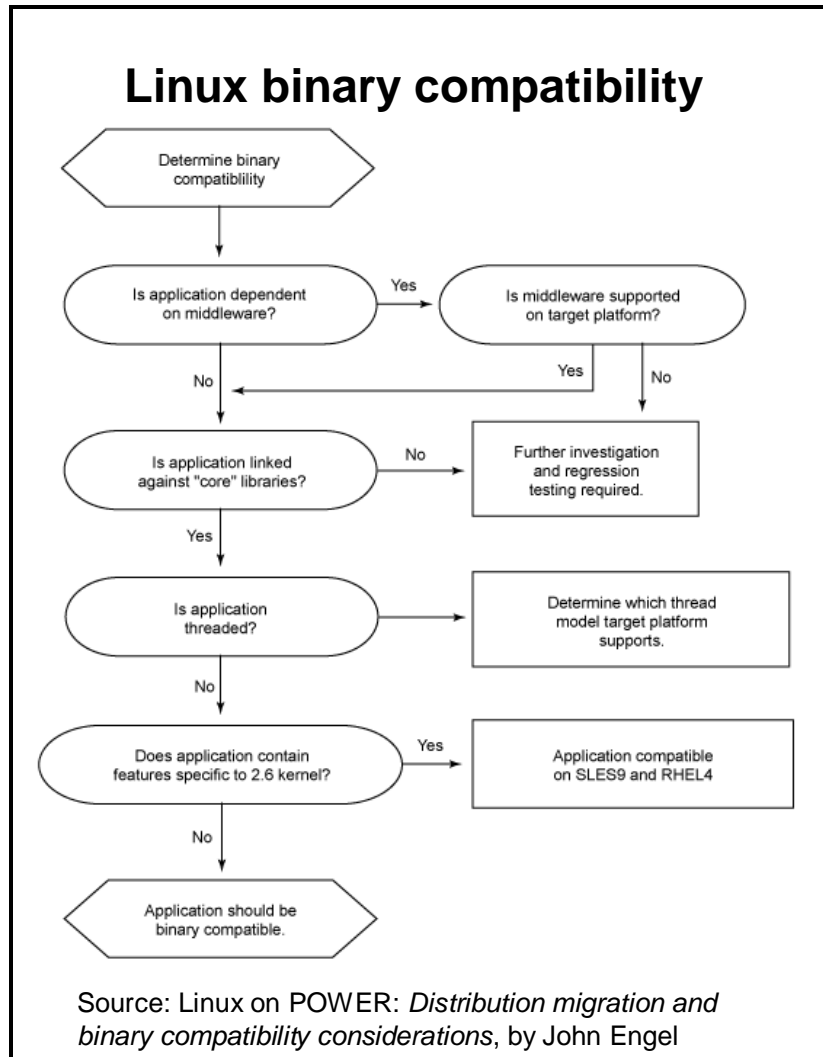 Linux binary compatibility
Determine binary
compatiblility
Is application dependent
on middleware?
Yes
Is middleware supported
on target platform?
No
Yes
No
Is application linked
against "core" libraries?
No
Further investigation
and regression
testing required.
Yes
Is application
threaded?
Determine which thread
model target platform
supports.
No
Does application contain
features specific to 2.6 kernel?
Yes
Application compatible
on SLES9 and RHEL4
No
Application should be
binary compatible.
Source: Linux on POWER: Distribution migration and
binary compatibility considerations, by John Engel